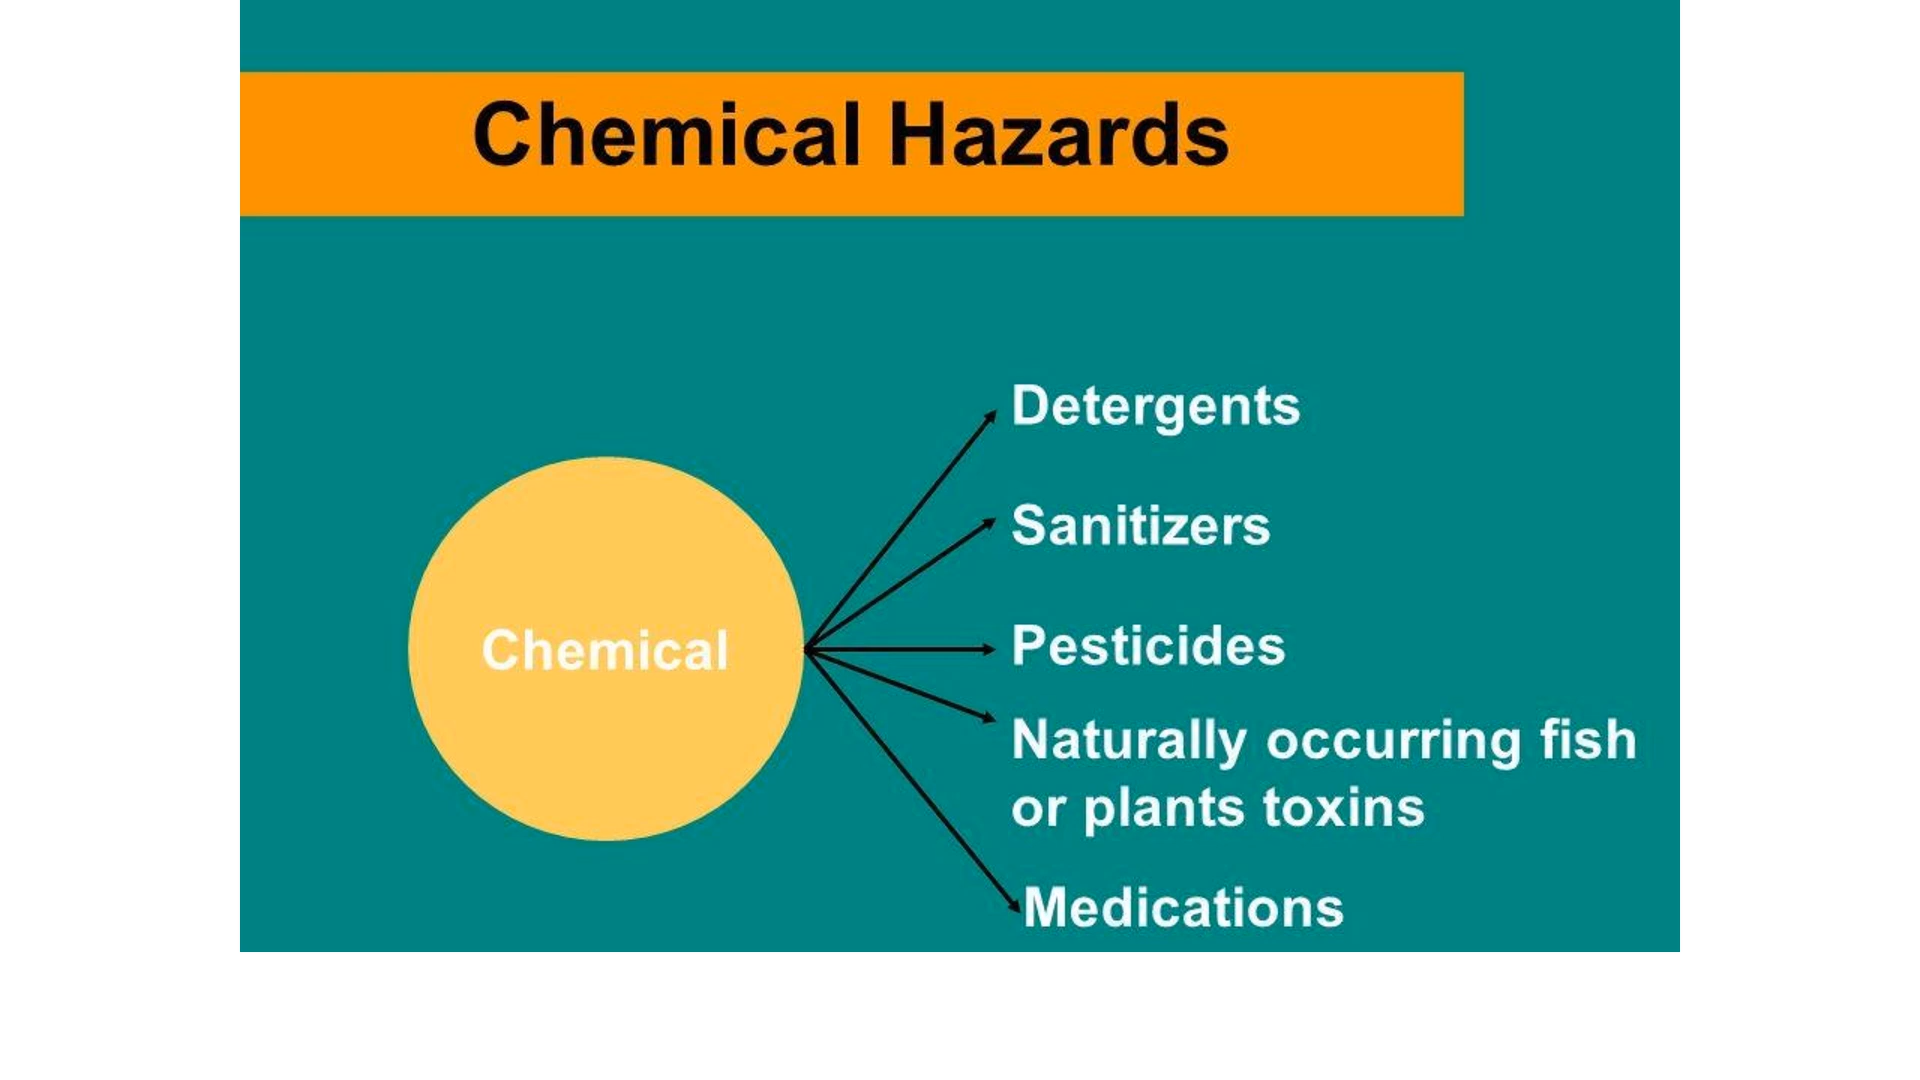 Chemical Hazards
Chemical
Detergents
Sanitizers
Pesticides
Naturally occurring fish
or plants toxins
Medications